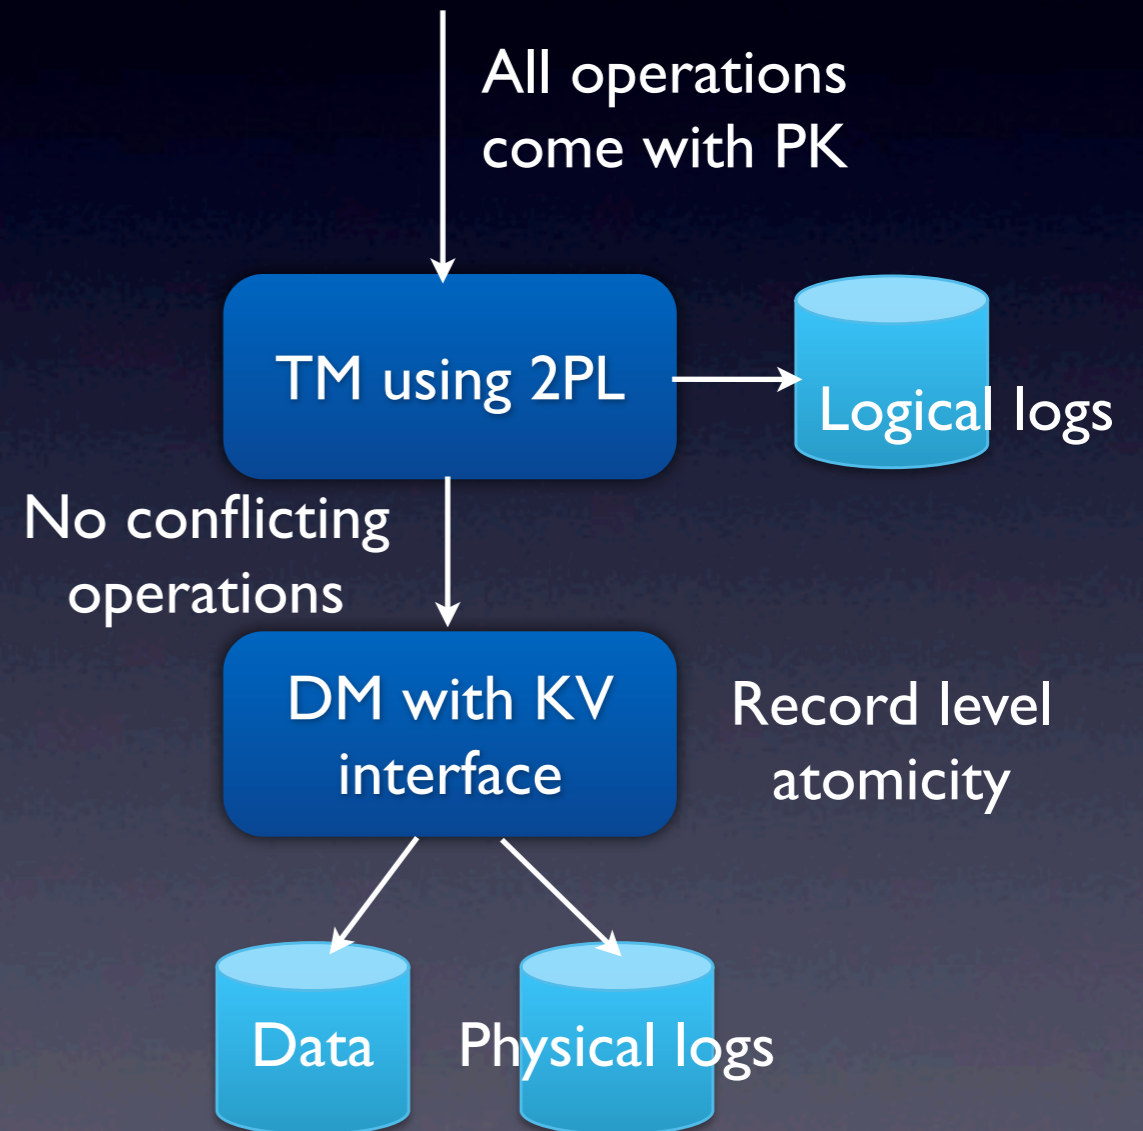 All operations
come with PK
TM using 2PL
Logical logs
No conflicting
operations
DM with KV
interface
Record level
atomicity
Data
Physical logs